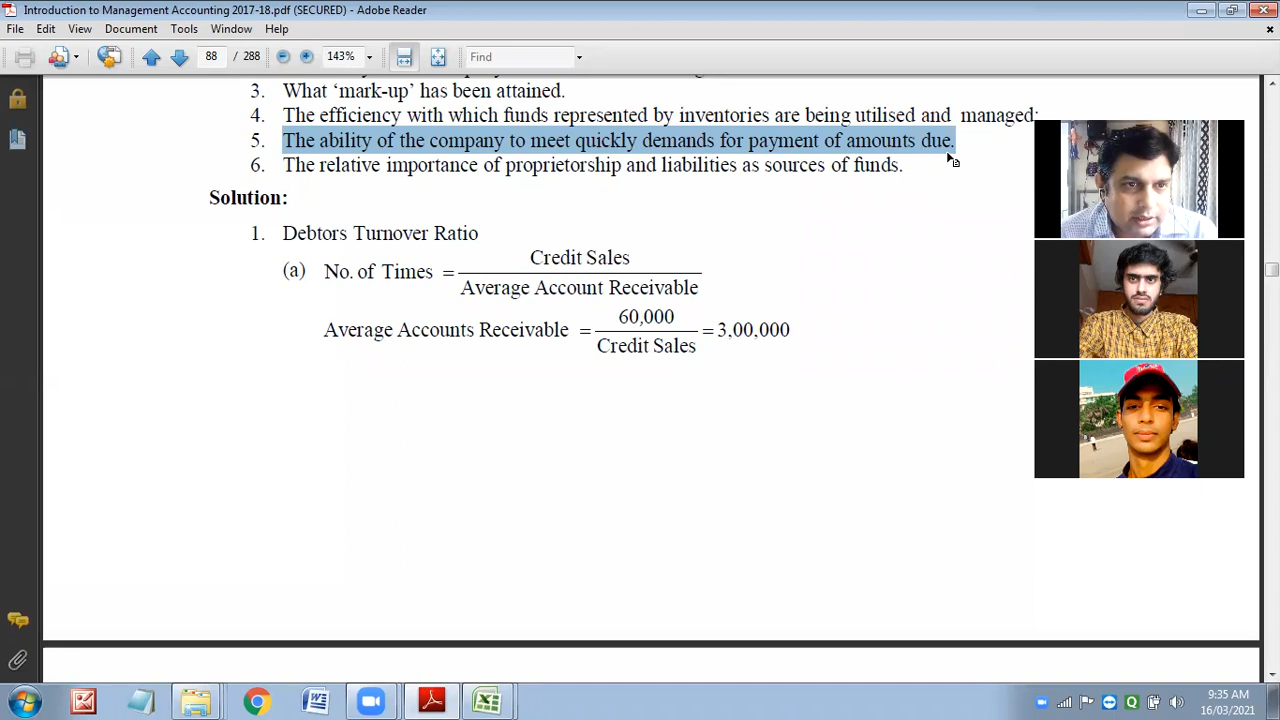 Introduction to Management Accounting 2017-18.pdf (SECURED) - Adobe Reader
File Edit View Document Tools Window Help
88 / 288 143% Find
3. What ‘mark-up’ has been attained.
4. The efficiency with which funds represented by inventories are being utilised and managed;
5. The ability of the company to meet quickly demands for payment of amounts due.
6. The relative importance of proprietorship and liabilities as sources of funds.
Solution:
1. Debtors Turnover Ratio
(a) No. of Times = Credit Sales
Average Account Receivable
Average Accounts Receivable = 60,000 = 3,00,000
Credit Sales
9:35 AM
16/03/2021